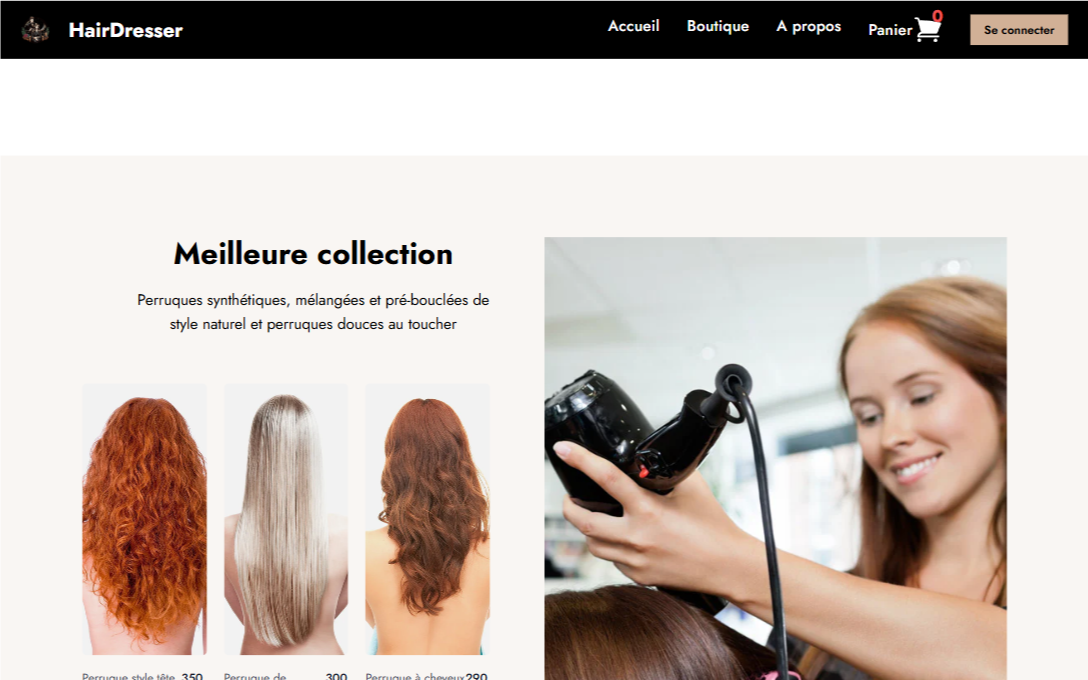 HairDresser
Accueil
Boutique
A propos
Panier
0
Se connecter
Meilleure collection
Perruques synthétiques, mélangées et pré-bouclées de
style naturel et perruques douces au toucher
Perruque style tête 350
Perruque de 300
Perruque à cheveux 290